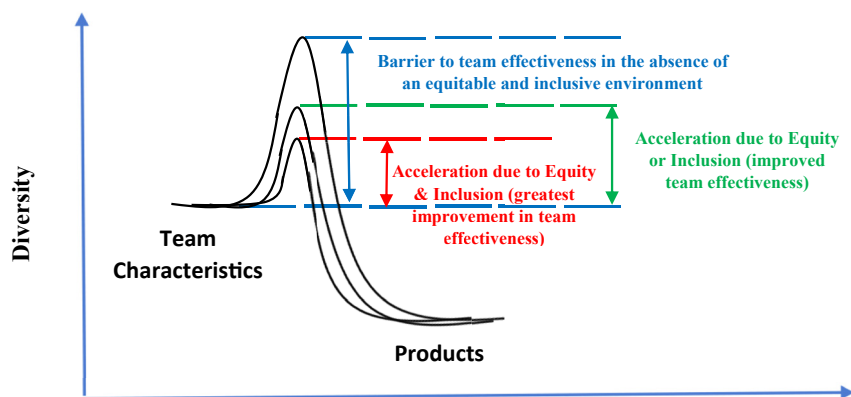 Barrier to team effectiveness in the absence of
an equitable and inclusive environment
Acceleration due to Equity
or Inclusion (improved
team effectiveness)
Acceleration due to Equity
& Inclusion (greatest
improvement in team
effectiveness)
Diversity
Team
Characteristics
Products